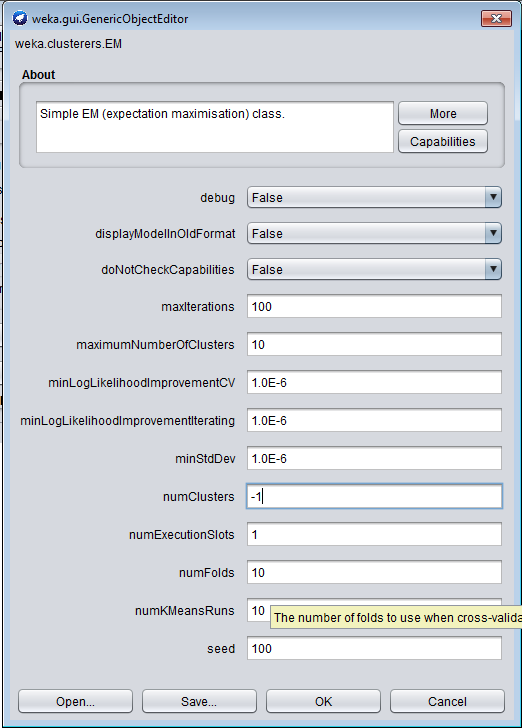 weka.gui.GenericObjectEditor
weka.clusterers.EM
About
Simple EM (expectation maximisation) class.
More
Capabilities
debug False
displayModelInOldFormat False
doNotCheckCapabilities False
maxIterations 100
maximumNumberOfClusters 10
minLogLikelihoodImprovementCV 1.0E-6
minLogLikelihoodImprovementIterating 1.0E-6
minStdDev 1.0E-6
numClusters -1
numExecutionSlots 1
numFolds 10
numKMeansRuns 10
The number of folds to use when cross-valida
seed 100
Open... Save... OK Cancel